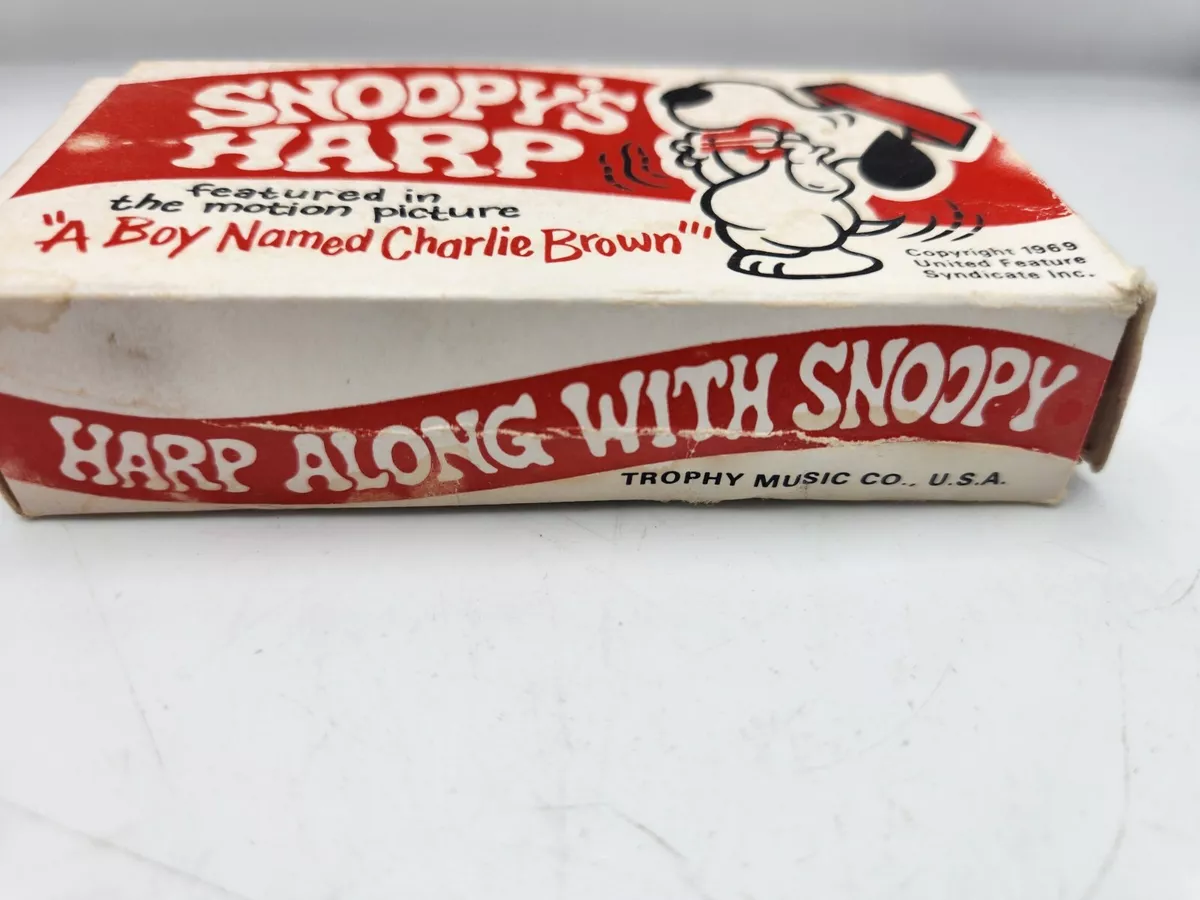 SNOOPY'S
HARP
featured in
the motion picture
"A Boy Named Charlie Brown"'
Copyright 1969
United Feature
Syndicate Inc.
HARP ALONG WITH SNOOPY
TROPHY MUSIC CO., U.S.A.